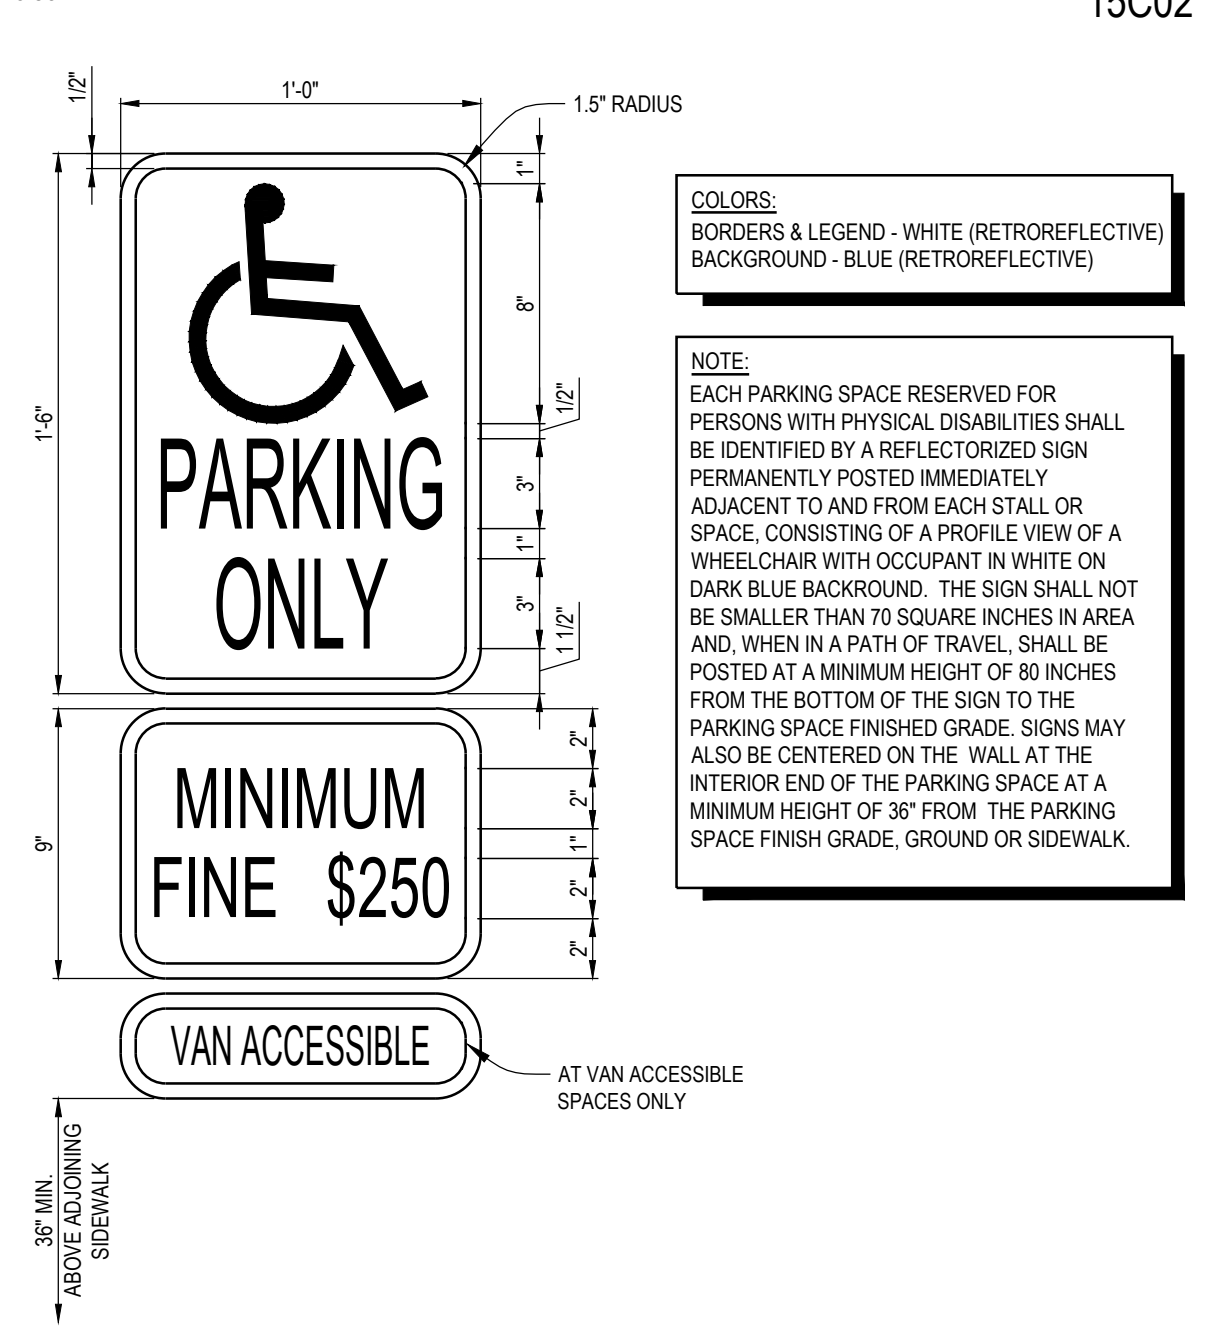 15C02
1/2"
1'-0"
1.5" RADIUS
1"
8"
1/2"
3"
1"
3"
1 1/2"
1'-6"
PARKING
ONLY
COLORS:
BORDERS & LEGEND - WHITE (RETROREFLECTIVE)
BACKGROUND - BLUE (RETROREFLECTIVE)
NOTE:
EACH PARKING SPACE RESERVED FOR
PERSONS WITH PHYSICAL DISABILITIES SHALL
BE IDENTIFIED BY A REFLECTORIZED SIGN
PERMANENTLY POSTED IMMEDIATELY
ADJACENT TO AND FROM EACH STALL OR
SPACE, CONSISTING OF A PROFILE VIEW OF A
WHEELCHAIR WITH OCCUPANT IN WHITE ON
DARK BLUE BACKROUND.  THE SIGN SHALL NOT
BE SMALLER THAN 70 SQUARE INCHES IN AREA
AND, WHEN IN A PATH OF TRAVEL, SHALL BE
POSTED AT A MINIMUM HEIGHT OF 80 INCHES
FROM THE BOTTOM OF THE SIGN TO THE
PARKING SPACE FINISHED GRADE. SIGNS MAY
ALSO BE CENTERED ON THE  WALL AT THE
INTERIOR END OF THE PARKING SPACE AT A
MINIMUM HEIGHT OF 36" FROM  THE PARKING
SPACE FINISH GRADE, GROUND OR SIDEWALK.
9"
MINIMUM
FINE $250
2"
2"
1"
2"
2"
VAN ACCESSIBLE
AT VAN ACCESSIBLE
SPACES ONLY
36" MIN.
ABOVE ADJOINING
SIDEWALK